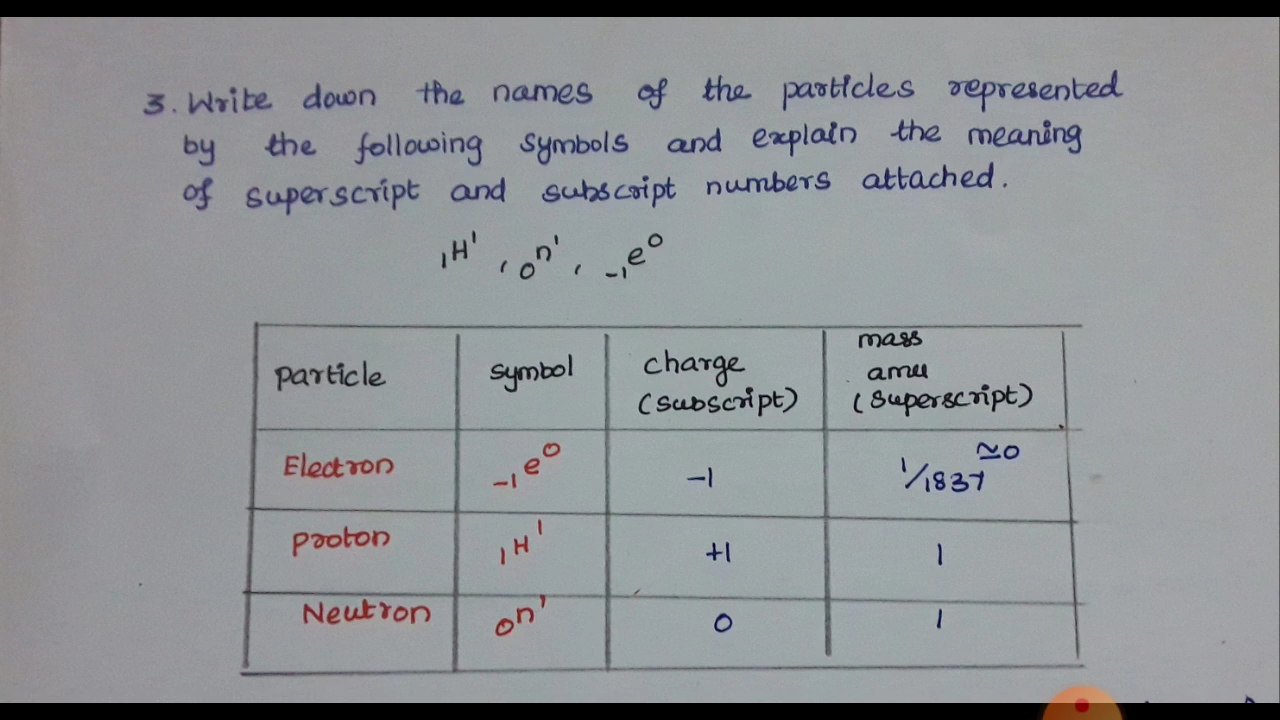 3. Write down the names of the particles represented
by the following symbols and explain the meaning
of superscript and subscript numbers attached.
₁H¹, ₀n¹, ₋₁e⁰
particle symbol charge (subscript) mass amu (superscript)
Electron ₋₁e⁰ -1 1/1837 ≃0
proton ₁H¹ +1 1
Neutron ₀n¹ 0 1